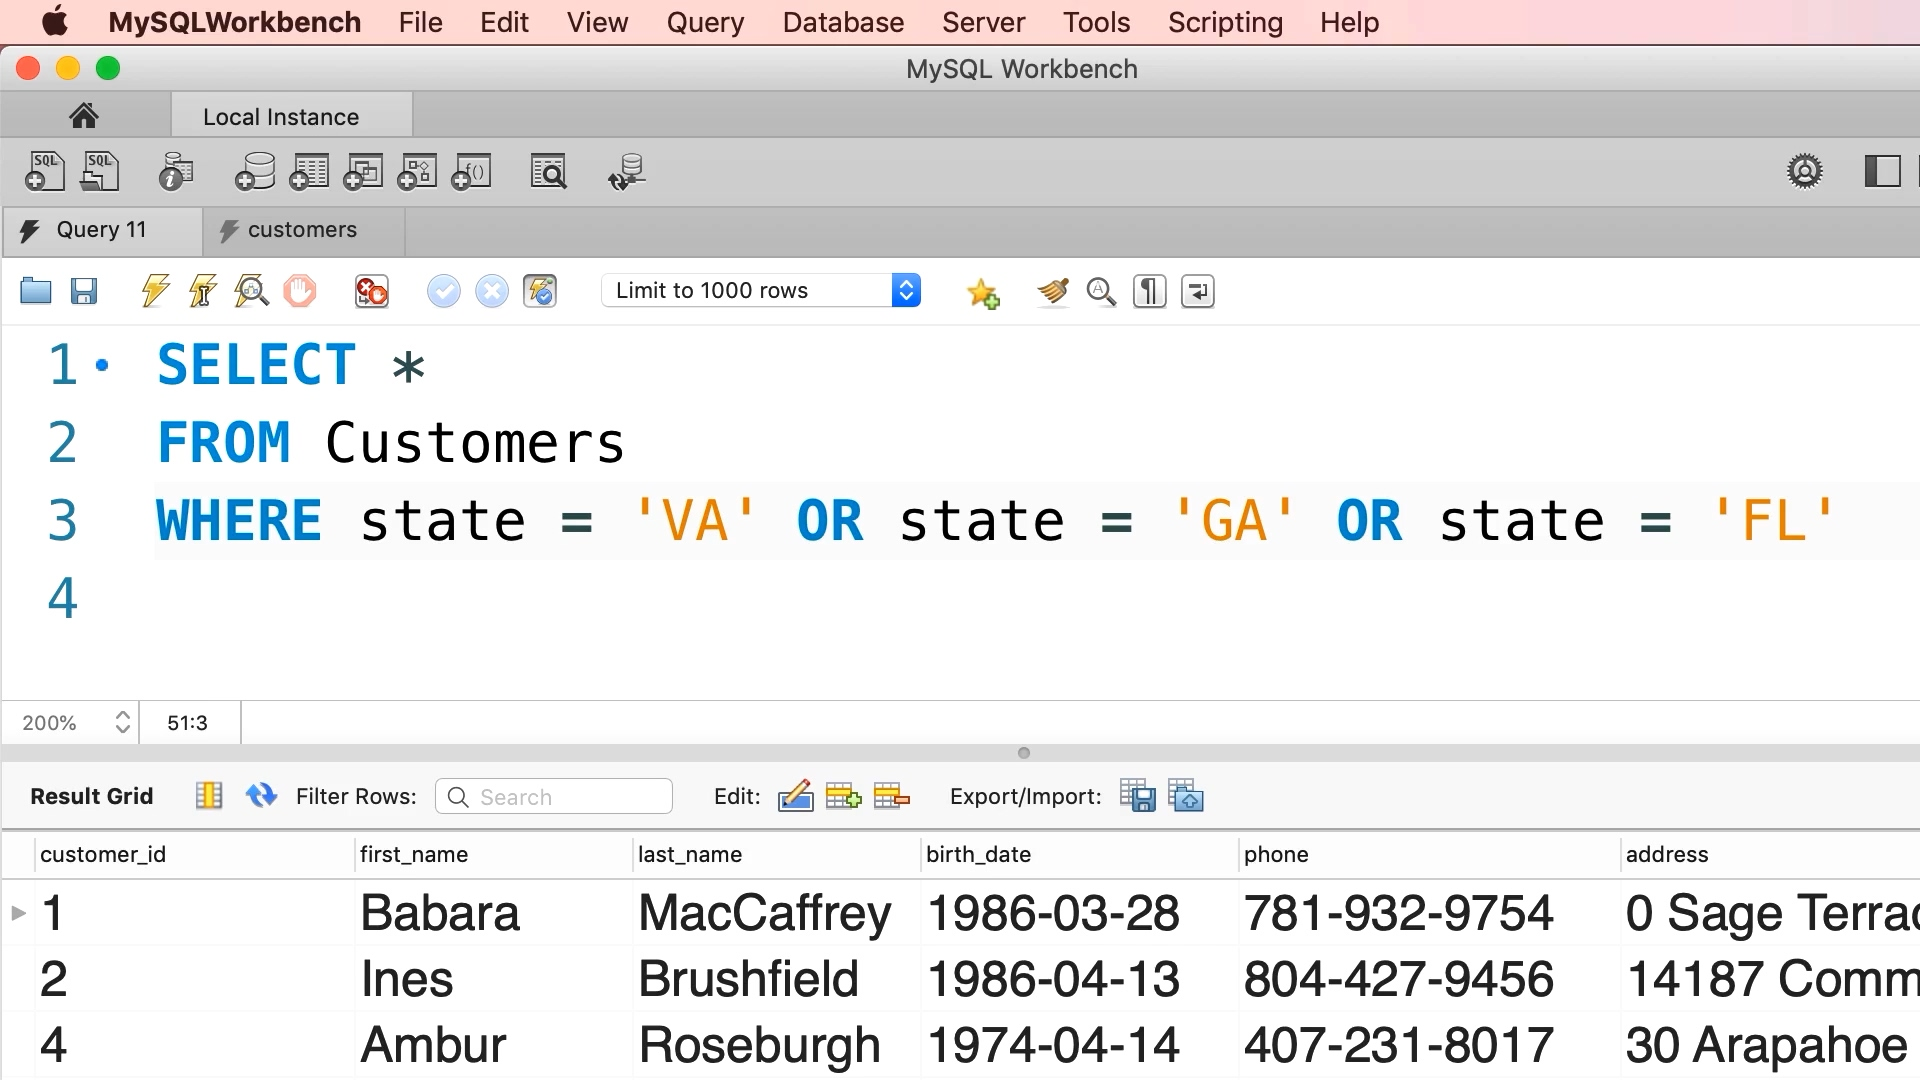 MySQLWorkbench File Edit View Query Database Server Tools Scripting Help
MySQL Workbench
Local Instance
SQL SQL i f()
Query 11 customers
Limit to 1000 rows
1 SELECT *
2 FROM Customers
3 WHERE state = 'VA' OR state = 'GA' OR state = 'FL'
4
200% 51:3
Result Grid Filter Rows: Search Edit: Export/Import:
customer_id first_name last_name birth_date phone address
1 Babara MacCaffrey 1986-03-28 781-932-9754 0 Sage Terrac
2 Ines Brushfield 1986-04-13 804-427-9456 14187 Comm
4 Ambur Roseburgh 1974-04-14 407-231-8017 30 Arapahoe